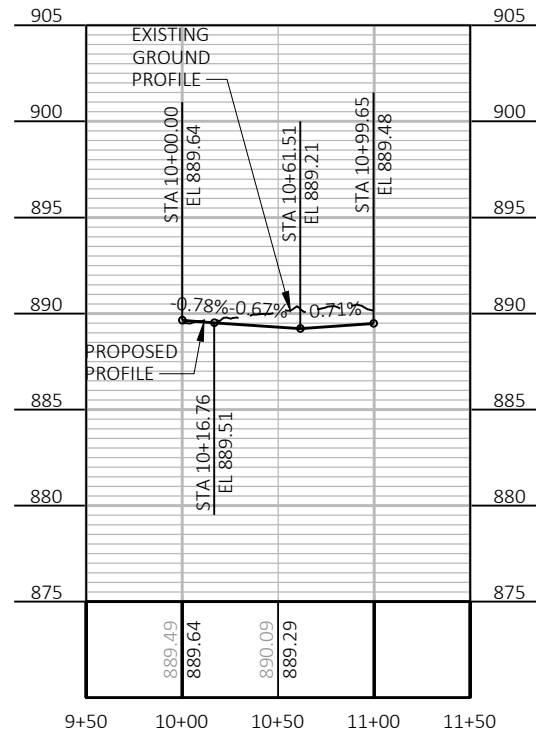 905
905
EXISTING
GROUND
PROFILE
900
900
STA 10+00.00
EL 889.64
STA 10+61.51
EL 889.21
STA 10+99.65
EL 889.48
895
895
890
890
-0.78%
-0.67%
0.71%
PROPOSED
PROFILE
885
885
STA 10+16.76
EL 889.51
880
880
875
875
889.49
889.64
890.09
889.29
9+50
10+00
10+50
11+00
11+50